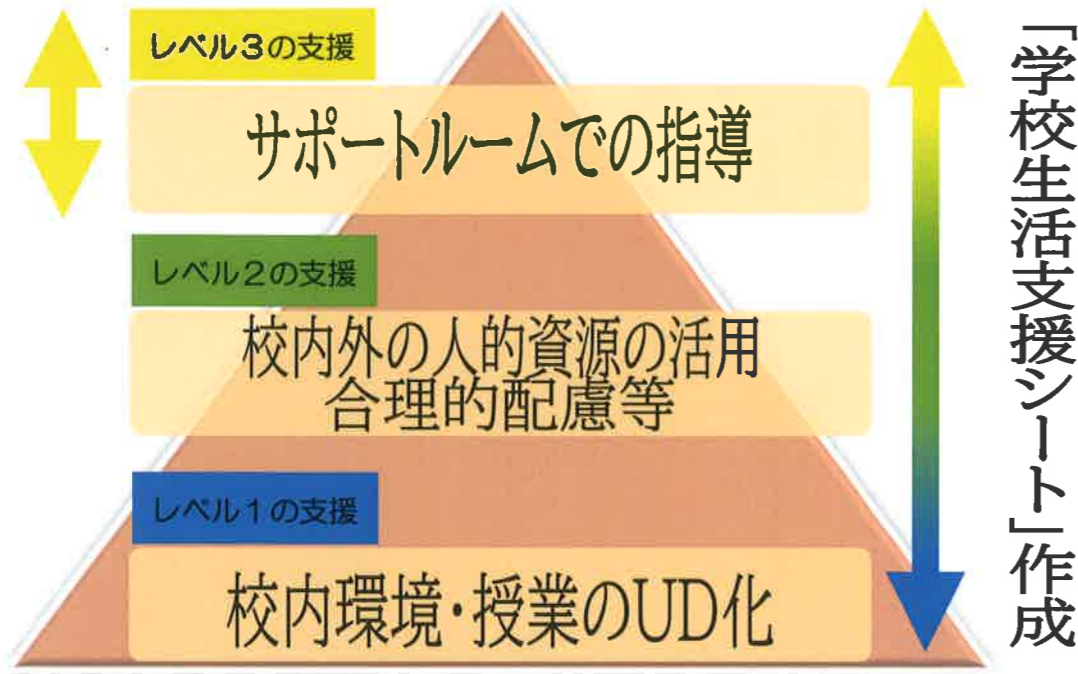 レベル3の支援
サポートルームでの指導
レベル2の支援
校内外の人的資源の活用
合理的配慮等
レベル1の支援
校内環境・授業のUD化
「学校生活支援シート」作成